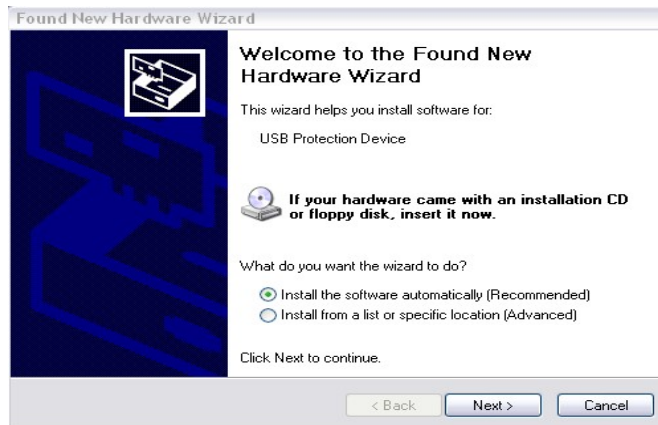 Found New Hardware Wizard
Welcome to the Found New
Hardware Wizard
This wizard helps you install software for:
USB Protection Device
If your hardware came with an installation CD
or floppy disk, insert it now.
What do you want the wizard to do?
Install the software automatically (Recommended)
Install from a list or specific location (Advanced)
Click Next to continue.
< Back
Next >
Cancel